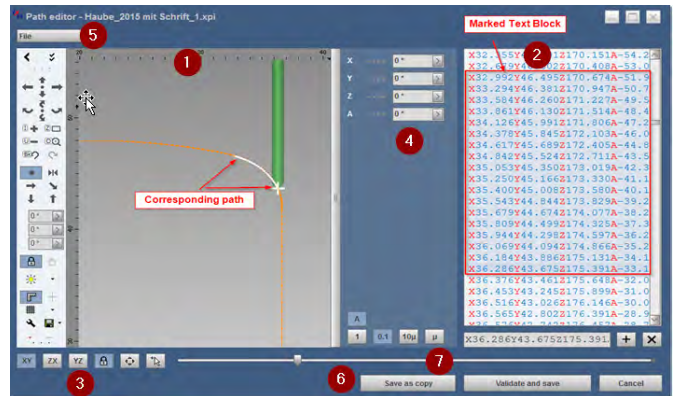 Path editor - Haube_2015 mit Schrift_1.xpi
Marked Text Block
File
5
1
2
3
4
6
7
20
30
40
X 0°
Y 0°
Z 0°
A 0°
Corresponding path
X32.992Y46.495Z170.674A-51.9
X33.294Y46.381Z170.947A-50.7
X33.584Y46.260Z171.227A-49.5
X33.861Y46.130Z171.514A-48.4
X34.126Y45.991Z171.806A-47.2
X34.378Y45.845Z172.103A-46.0
X34.617Y45.689Z172.405A-44.8
X34.842Y45.524Z172.711A-43.5
X35.053Y45.350Z173.019A-42.3
X35.250Y45.166Z173.330A-41.1
X35.400Y45.008Z173.580A-40.1
X35.543Y44.844Z173.829A-39.2
X35.679Y44.674Z174.077A-38.2
X35.809Y44.499Z174.325A-37.3
X35.944Y44.298Z174.597A-36.2
X36.069Y44.094Z174.866A-35.2
X36.184Y43.886Z175.131A-34.1
X36.286Y43.675Z175.391A-33.1
X36.376Y43.461Z175.648A-32.0
X36.453Y43.245Z175.899A-31.0
X36.516Y43.026Z176.146A-30.0
X36.565Y42.802Z176.391A-28.9
X36.286Y43.675Z175.391
0°
0°
0°
A
1 0.1 10µ µ
XY ZX YZ
Save as copy Validate and save Cancel